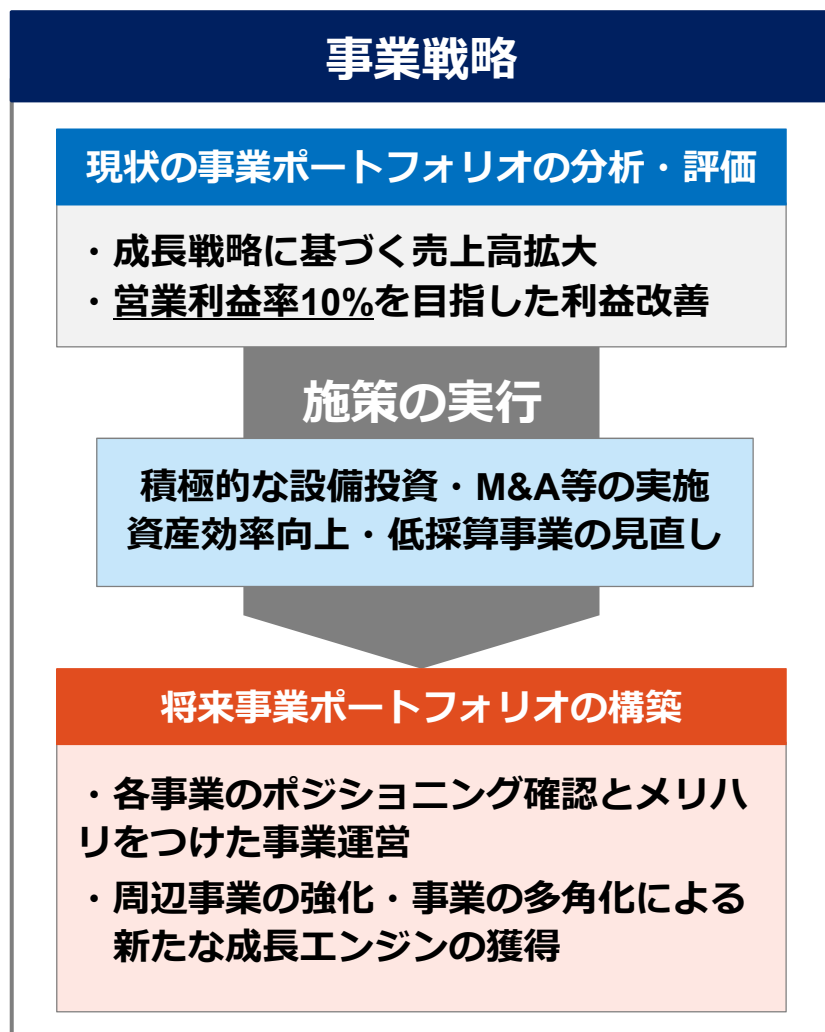 事業戦略
現状の事業ポートフォリオの分析・評価
・成長戦略に基づく売上高拡大
・営業利益率10%を目指した利益改善
施策の実行
積極的な設備投資・M&A等の実施
資産効率向上・低採算事業の見直し
将来事業ポートフォリオの構築
・各事業のポジショニング確認とメリハ
リをつけた事業運営
・周辺事業の強化・事業の多角化による
新たな成長エンジンの獲得